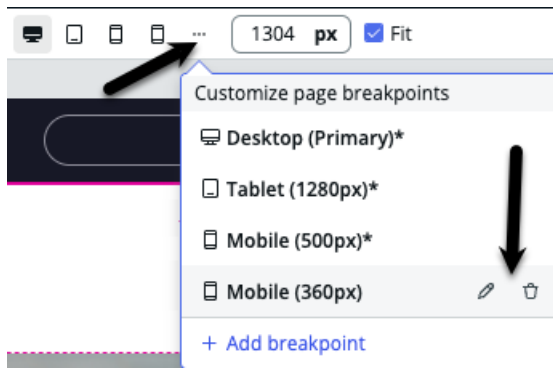 1304 px Fit
Customize page breakpoints
Desktop (Primary)*
Tablet (1280px)*
Mobile (500px)*
Mobile (360px)
+ Add breakpoint